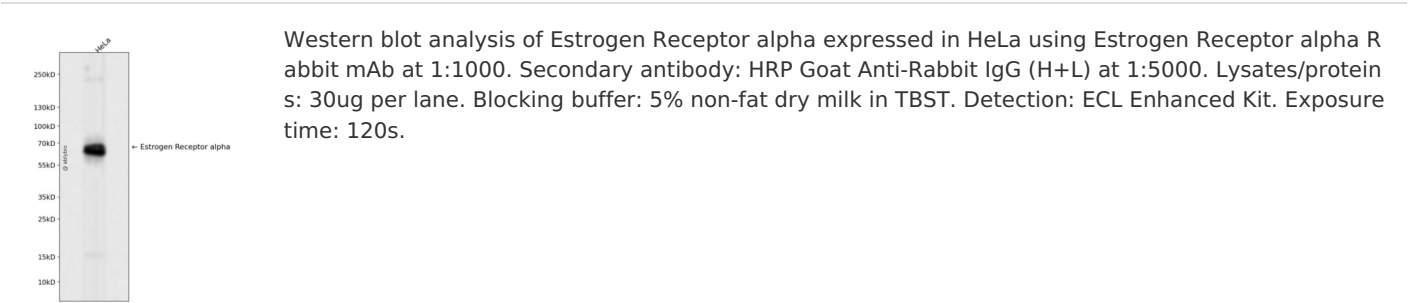 HeLa
250kD
130kD
100kD
70kD
← Estrogen Receptor alpha
55kD
35kD
25kD
15kD
10kD
@ abybio
Western blot analysis of Estrogen Receptor alpha expressed in HeLa using Estrogen Receptor alpha R
abbit mAb at 1:1000. Secondary antibody: HRP Goat Anti-Rabbit IgG (H+L) at 1:5000. Lysates/protein
s: 30ug per lane. Blocking buffer: 5% non-fat dry milk in TBST. Detection: ECL Enhanced Kit. Exposure
time: 120s.